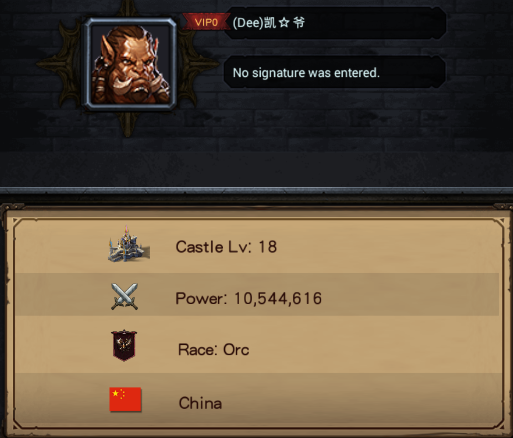 VIP0
(Dee)凯☆爷
No signature was entered.
Castle Lv: 18
Power: 10,544,616
Race: Orc
China